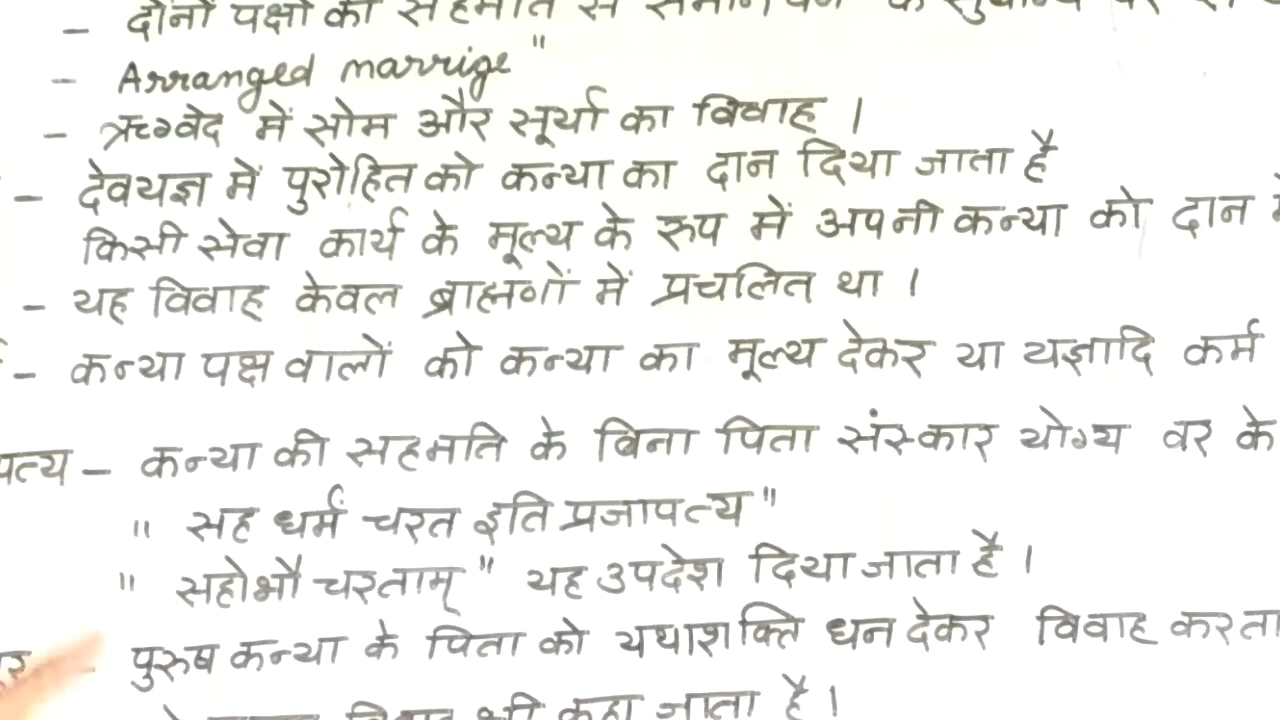 - दोनों पक्षों की सहमति से
- Arranged marrige"
- ऋग्वेद में सोम और सूर्या का विवाह ।
- देवयज्ञ में पुरोहित को कन्या का दान दिया जाता है
किसी सेवा कार्य के मूल्य के रुप में अपनी कन्या को दान
- यह विवाह केवल ब्राह्मणों में प्रचलित था ।
- कन्या पक्ष वालों को कन्या का मूल्य देकर या यज्ञादि कर्म
पत्य - कन्या की सहमति के बिना पिता संस्कार योग्य वर के
" सह धर्मं चरत इति प्रजापत्य"
" सहोभौ चरताम् " यह उपदेश दिया जाता है ।
पुरुष कन्या के पिता को यथाशक्ति धन देकर विवाह करता
भी कहा जाता है ।